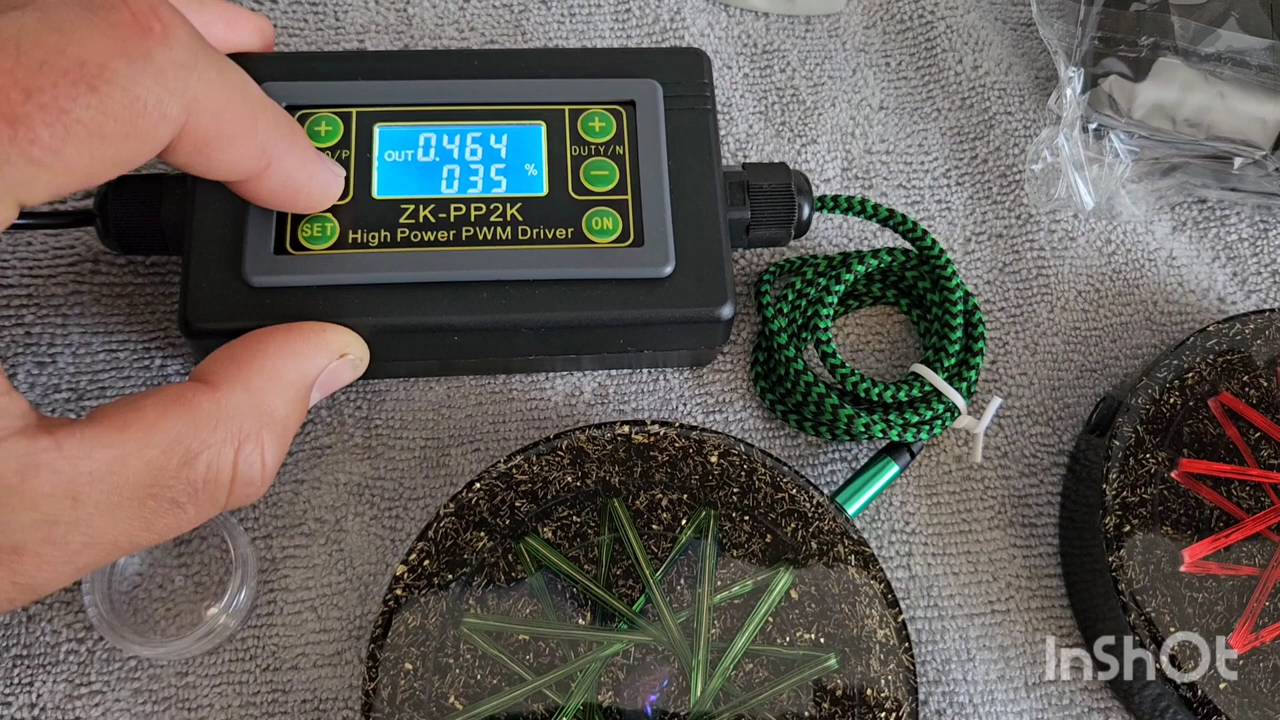 OUT 0.464
035 %
DUTY/N
SET
ON
ZK-PP2K
High Power PWM Driver
InShOt